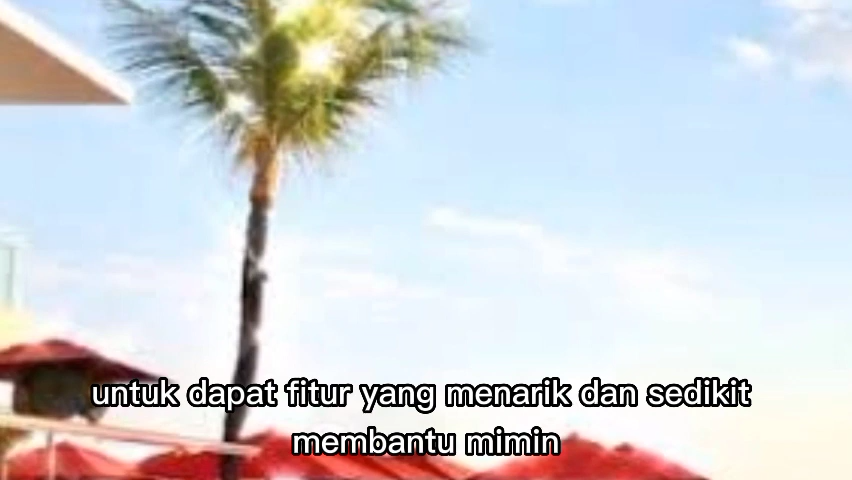 untuk dapat fitur yang menarik dan sedikit
membantu mimin